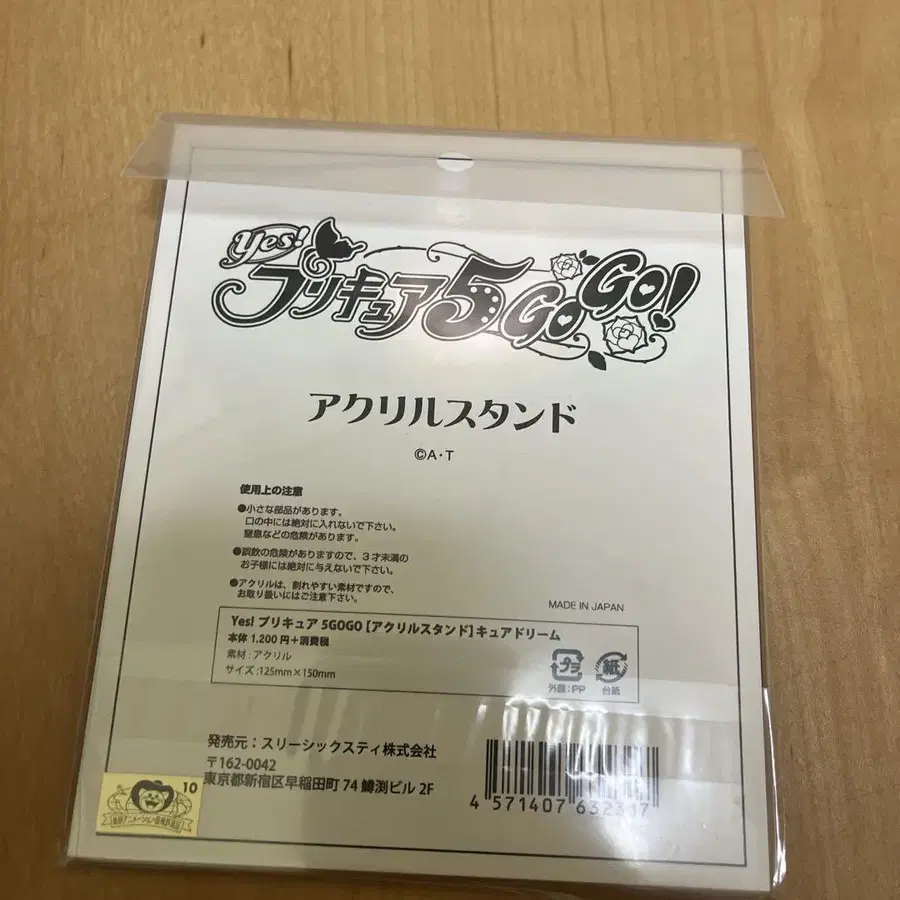 Yes!
プリキュア5GoGo!
アクリルスタンド
©A・T
使用上の注意
●小さな部品があります。
口の中には絶対に入れないで下さい。
窒息などの危険があります。
●誤飲の危険がありますので、3才未満の
お子様には絶対に与えないで下さい。
●アクリルは、割れやすい素材ですので、
お取り扱いにはご注意下さい。
MADE IN JAPAN
Yes! プリキュア 5GOGO [アクリルスタンド] キュアドリーム
本体 1,200 円+消費税
素材:アクリル
サイズ:125mm×150mm
プラ
外装:PP
紙
台紙
発売元:スリーシックスティ株式会社
〒162-0042
東京都新宿区早稲田町 74 鱒渕ビル 2F
4 571407 632317
10